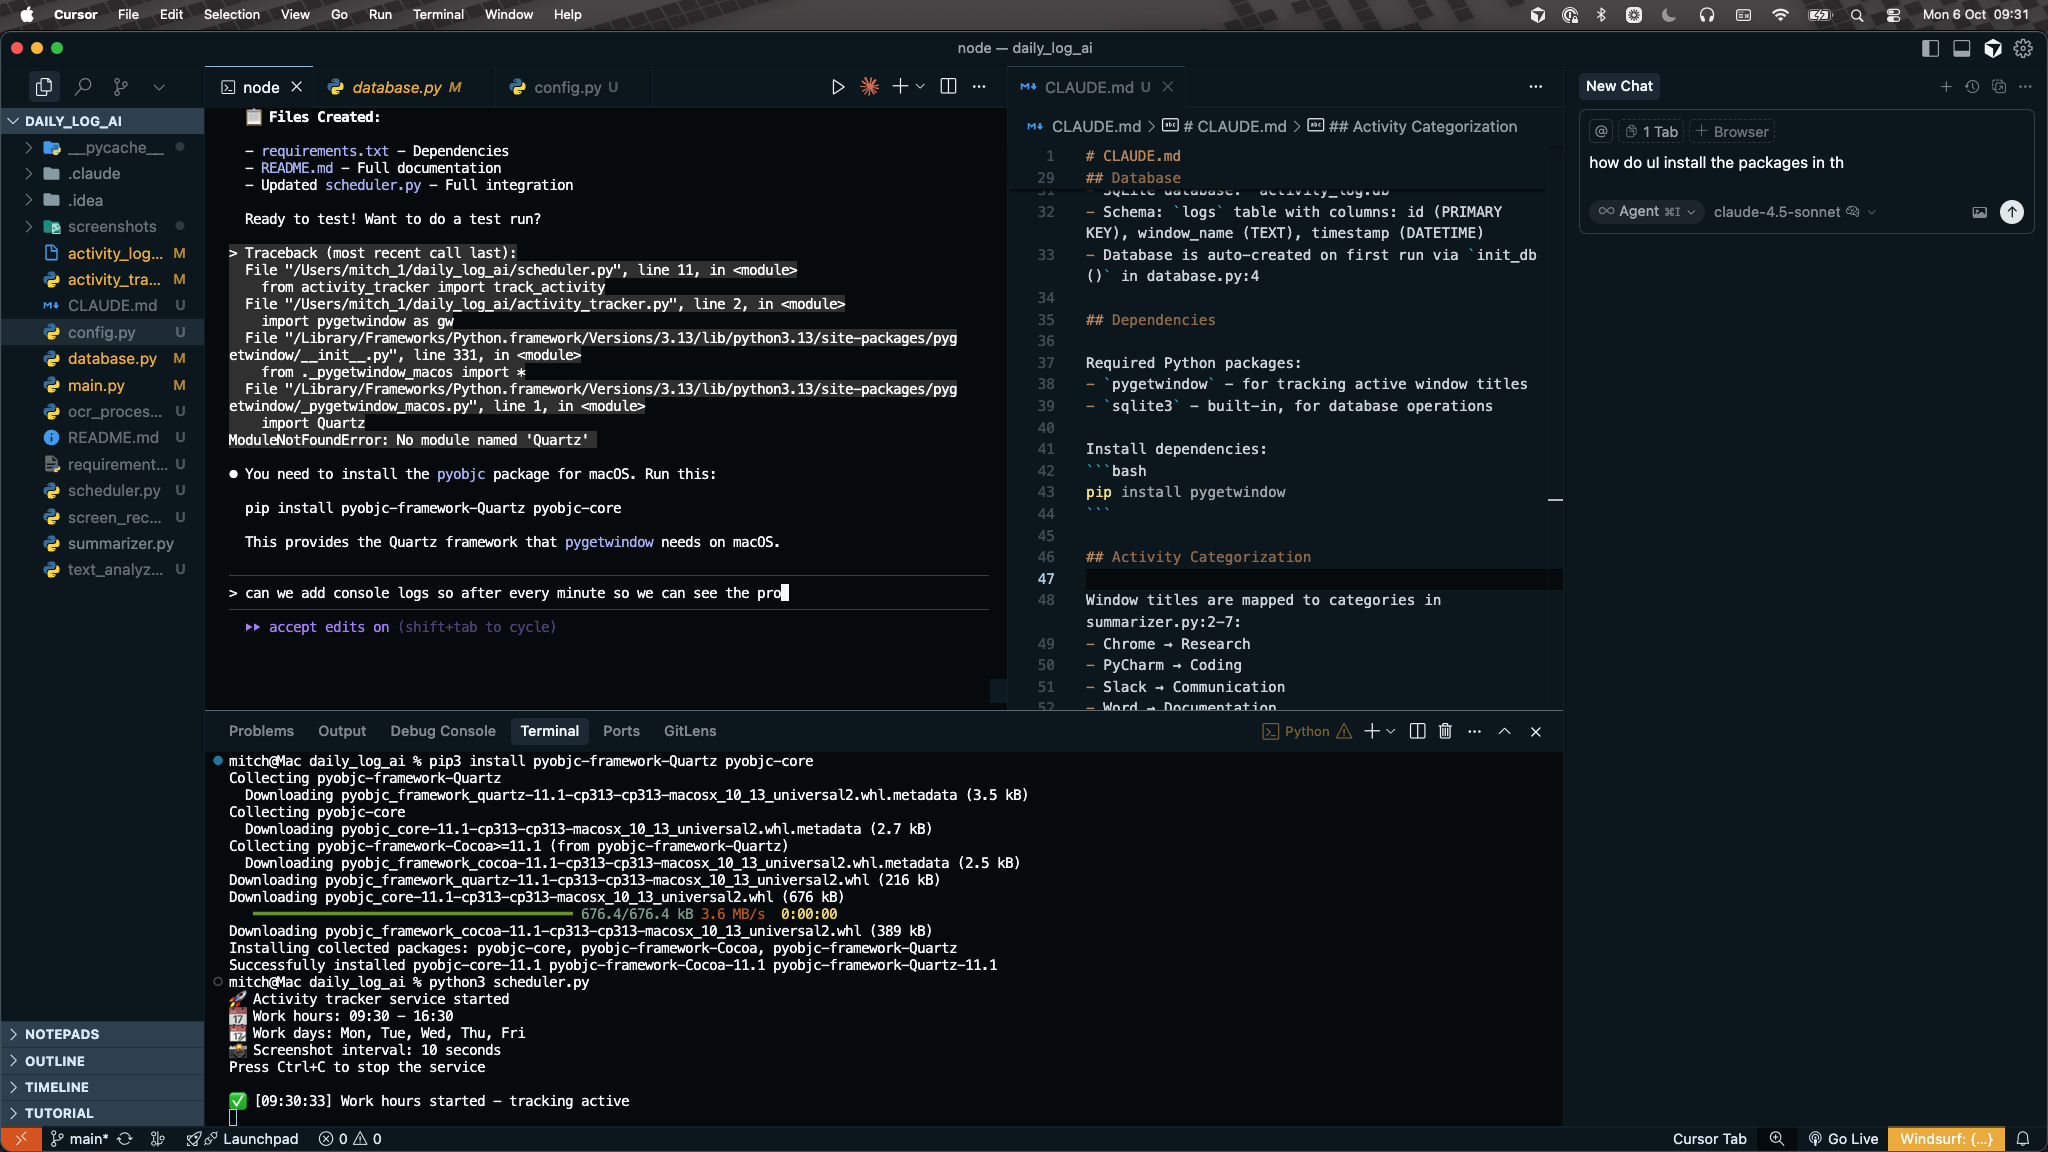 Cursor File Edit Selection View Go Run Terminal Window Help Mon 6 Oct 09:31
node — daily_log_ai
DAILY_LOG_AI
__pycache__
.claude
.idea
screenshots
activity_log... M
activity_tra... M
CLAUDE.md U
config.py U
database.py M
main.py M
ocr_proces... U
README.md U
requirement... U
scheduler.py U
screen_rec... U
summarizer.py
text_analyz... U
NOTEPADS
OUTLINE
TIMELINE
TUTORIAL
node database.py M config.py U
Files Created:
- requirements.txt - Dependencies
- README.md - Full documentation
- Updated scheduler.py - Full integration
Ready to test! Want to do a test run?
> Traceback (most recent call last):
File "/Users/mitch_1/daily_log_ai/scheduler.py", line 11, in <module>
from activity_tracker import track_activity
File "/Users/mitch_1/daily_log_ai/activity_tracker.py", line 2, in <module>
import pygetwindow as gw
File "/Library/Frameworks/Python.framework/Versions/3.13/lib/python3.13/site-packages/pyg
etwindow/__init__.py", line 331, in <module>
from ._pygetwindow_macos import *
File "/Library/Frameworks/Python.framework/Versions/3.13/lib/python3.13/site-packages/pyg
etwindow/_pygetwindow_macos.py", line 1, in <module>
import Quartz
ModuleNotFoundError: No module named 'Quartz'
● You need to install the pyobjc package for macOS. Run this:
pip install pyobjc-framework-Quartz pyobjc-core
This provides the Quartz framework that pygetwindow needs on macOS.
> can we add console logs so after every minute so we can see the pro
▸▸ accept edits on (shift+tab to cycle)
CLAUDE.md U
CLAUDE.md > # CLAUDE.md > ## Activity Categorization
1 # CLAUDE.md
29 ## Database
31 - SQLite database: `activity_log.db`
32 - Schema: `logs` table with columns: id (PRIMARY
KEY), window_name (TEXT), timestamp (DATETIME)
33 - Database is auto-created on first run via `init_db
()` in database.py:4
34
35 ## Dependencies
36
37 Required Python packages:
38 - `pygetwindow` - for tracking active window titles
39 - `sqlite3` - built-in, for database operations
40
41 Install dependencies:
42 ```bash
43 pip install pygetwindow
44 ```
45
46 ## Activity Categorization
47
48 Window titles are mapped to categories in
summarizer.py:2-7:
49 - Chrome → Research
50 - PyCharm → Coding
51 - Slack → Communication
52 - Word → Documentation
New Chat
@ 1 Tab + Browser
how do uI install the packages in th
∞ Agent ⌘I claude-4.5-sonnet
Problems Output Debug Console Terminal Ports GitLens Python
mitch@Mac daily_log_ai % pip3 install pyobjc-framework-Quartz pyobjc-core
Collecting pyobjc-framework-Quartz
Downloading pyobjc_framework_quartz-11.1-cp313-cp313-macosx_10_13_universal2.whl.metadata (3.5 kB)
Collecting pyobjc-core
Downloading pyobjc_core-11.1-cp313-cp313-macosx_10_13_universal2.whl.metadata (2.7 kB)
Collecting pyobjc-framework-Cocoa>=11.1 (from pyobjc-framework-Quartz)
Downloading pyobjc_framework_cocoa-11.1-cp313-cp313-macosx_10_13_universal2.whl.metadata (2.5 kB)
Downloading pyobjc_framework_quartz-11.1-cp313-cp313-macosx_10_13_universal2.whl (216 kB)
Downloading pyobjc_core-11.1-cp313-cp313-macosx_10_13_universal2.whl (676 kB)
676.4/676.4 kB 3.6 MB/s 0:00:00
Downloading pyobjc_framework_cocoa-11.1-cp313-cp313-macosx_10_13_universal2.whl (389 kB)
Installing collected packages: pyobjc-core, pyobjc-framework-Cocoa, pyobjc-framework-Quartz
Successfully installed pyobjc-core-11.1 pyobjc-framework-Cocoa-11.1 pyobjc-framework-Quartz-11.1
mitch@Mac daily_log_ai % python3 scheduler.py
🚀 Activity tracker service started
📅 Work hours: 09:30 - 16:30
📆 Work days: Mon, Tue, Wed, Thu, Fri
📸 Screenshot interval: 10 seconds
Press Ctrl+C to stop the service
✅ [09:30:33] Work hours started - tracking active
main* Launchpad 0 0 Cursor Tab Go Live Windsurf: {...}